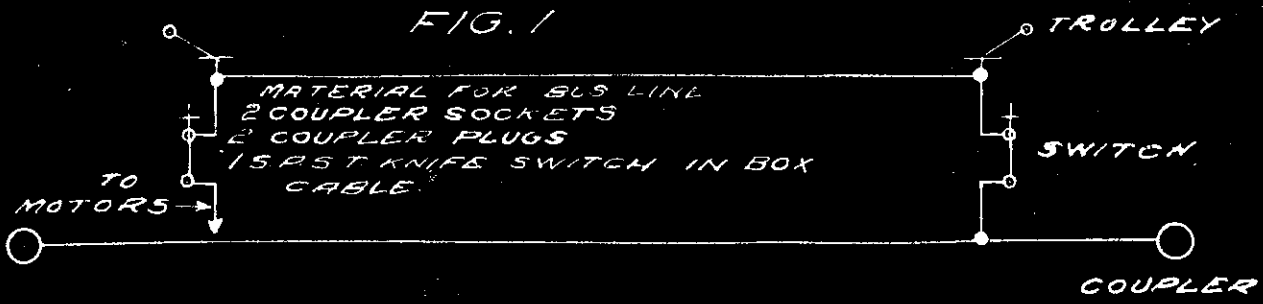 FIG. 1
TROLLEY
MATERIAL FOR BUS LINE
2 COUPLER SOCKETS
2 COUPLER PLUGS
1 S.P.S.T. KNIFE SWITCH IN BOX
CABLE.
SWITCH
TO
MOTORS
COUPLER